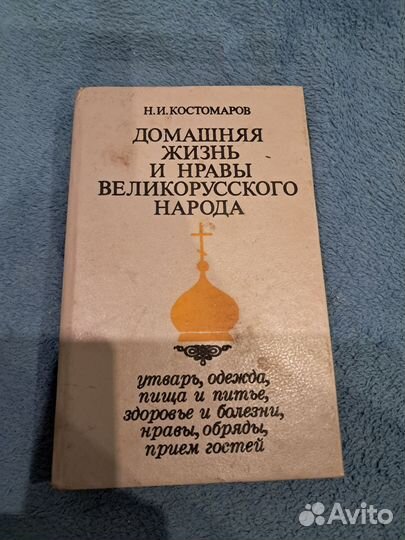 Н.И.КОСТОМАРОВ
ДОМАШНЯЯ
ЖИЗНЬ
И НРАВЫ
ВЕЛИКОРУССКОГО
НАРОДА
утварь, одежда,
пища и питье,
здоровье и болезни,
нравы, обряды,
прием гостей
Avito